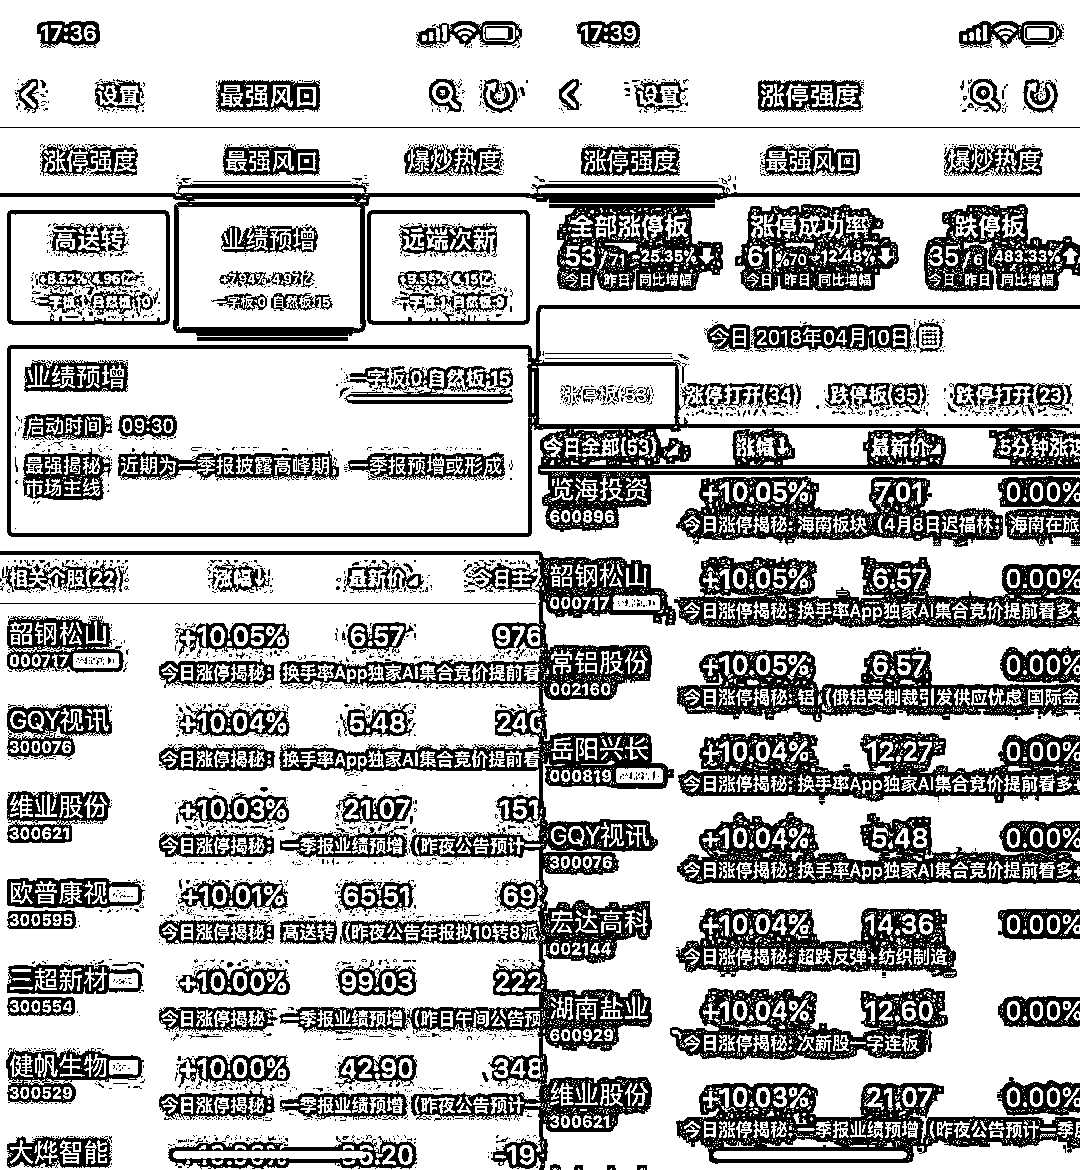 17:36
设置 最强风口
涨停强度 最强风口 爆炒热度
高送转 业绩预增 远端次新
+8.52% 4.96亿 +7.94% 4.97亿 +5.35% 4.15亿
一字板:1 自然板:10 一字板:0 自然板:15 一字板:1 自然板:9
业绩预增 一字板:0 自然板:15
启动时间: 09:30
最强揭秘: 近期为一季报披露高峰期，一季报预增或形成
市场主线
相关个股(22) 涨幅↓ 最新价 今日主
韶钢松山 +10.05% 6.57 976
000717
今日涨停揭秘: 换手率App独家AI集合竞价提前看
GQY视讯 +10.04% 5.48 240
300076
今日涨停揭秘: 换手率App独家AI集合竞价提前看
维业股份 +10.03% 21.07 151
300621
今日涨停揭秘: 一季报业绩预增 (昨夜公告预计一
欧普康视 +10.01% 65.51 69
300595
今日涨停揭秘: 高送转 (昨夜公告年报拟10转8派
三超新材 +10.00% 99.03 222
300554
今日涨停揭秘: 一季报业绩预增 (昨日午间公告预
健帆生物 +10.00% 42.90 348
300529
今日涨停揭秘: 一季报业绩预增 (昨夜公告预计一
大烨智能 -19
17:39
设置 涨停强度
涨停强度 最强风口 爆炒热度
全部涨停板 涨停成功率 跌停板
53/71 -25.35%↓ 61%/70 -12.48%↓ 35/6 483.33%↑
今日 昨日 同比增幅 今日 昨日 同比增幅 今日 昨日 同比增幅
今日 2018年04月10日
涨停板(53) 涨停打开(34) 跌停板(35) 跌停打开(23)
今日全部(53) 涨幅↓ 最新价 5分钟涨速
览海投资 +10.05% 7.01 0.00%
600896
今日涨停揭秘: 海南板块 (4月8日迟福林: 海南在旅
韶钢松山 +10.05% 6.57 0.00%
000717
今日涨停揭秘: 换手率App独家AI集合竞价提前看多
常铝股份 +10.05% 6.57 0.00%
002160
今日涨停揭秘: 铝 (俄铝受制裁引发供应忧虑 国际金
岳阳兴长 +10.04% 12.27 0.00%
000819
今日涨停揭秘: 换手率App独家AI集合竞价提前看多
GQY视讯 +10.04% 5.48 0.00%
300076
今日涨停揭秘: 换手率App独家AI集合竞价提前看多
宏达高科 +10.04% 14.36 0.00%
002144
今日涨停揭秘: 超跌反弹+纺织制造
湖南盐业 +10.04% 12.60 0.00%
600929
今日涨停揭秘: 次新股一字连板
维业股份 +10.03% 21.07 0.00%
300621
今日涨停揭秘: 一季报业绩预增 (昨夜公告预计一季度